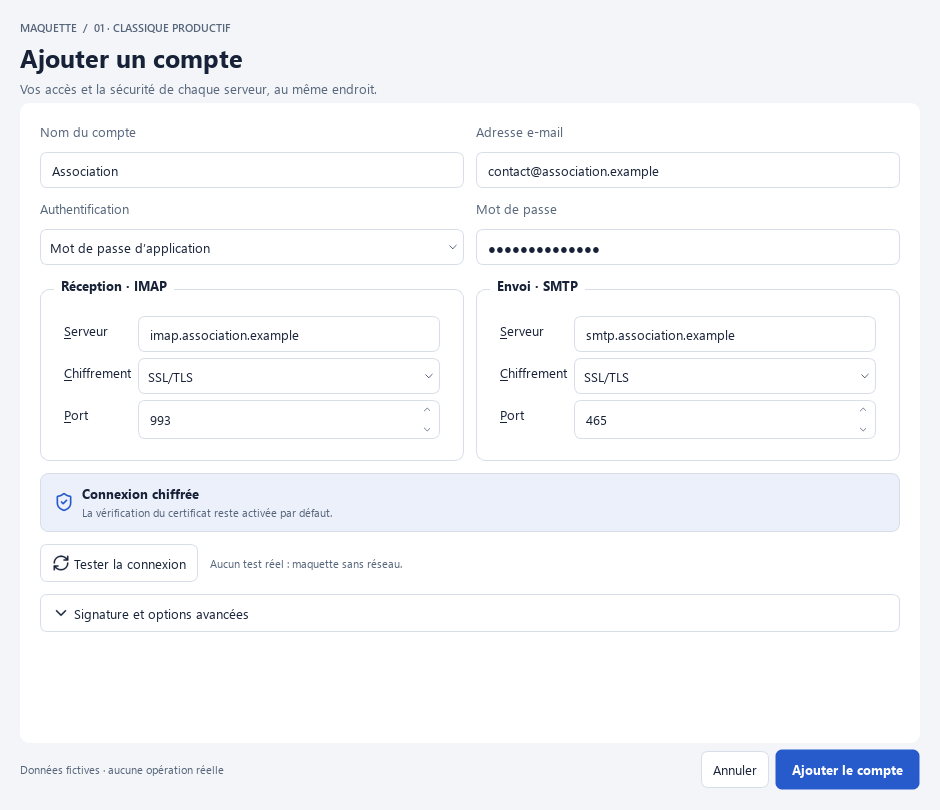 MAQUETTE / 01 · CLASSIQUE PRODUCTIF
Ajouter un compte
Vos accès et la sécurité de chaque serveur, au même endroit.
Nom du compte
Association
Adresse e-mail
contact@association.example
Authentification
Mot de passe d'application
Mot de passe
●●●●●●●●●●●●●●
Réception · IMAP
Serveur
imap.association.example
Chiffrement
SSL/TLS
Port
993
Envoi · SMTP
Serveur
smtp.association.example
Chiffrement
SSL/TLS
Port
465
Connexion chiffrée
La vérification du certificat reste activée par défaut.
Tester la connexion
Aucun test réel : maquette sans réseau.
Signature et options avancées
Données fictives · aucune opération réelle
Annuler
Ajouter le compte